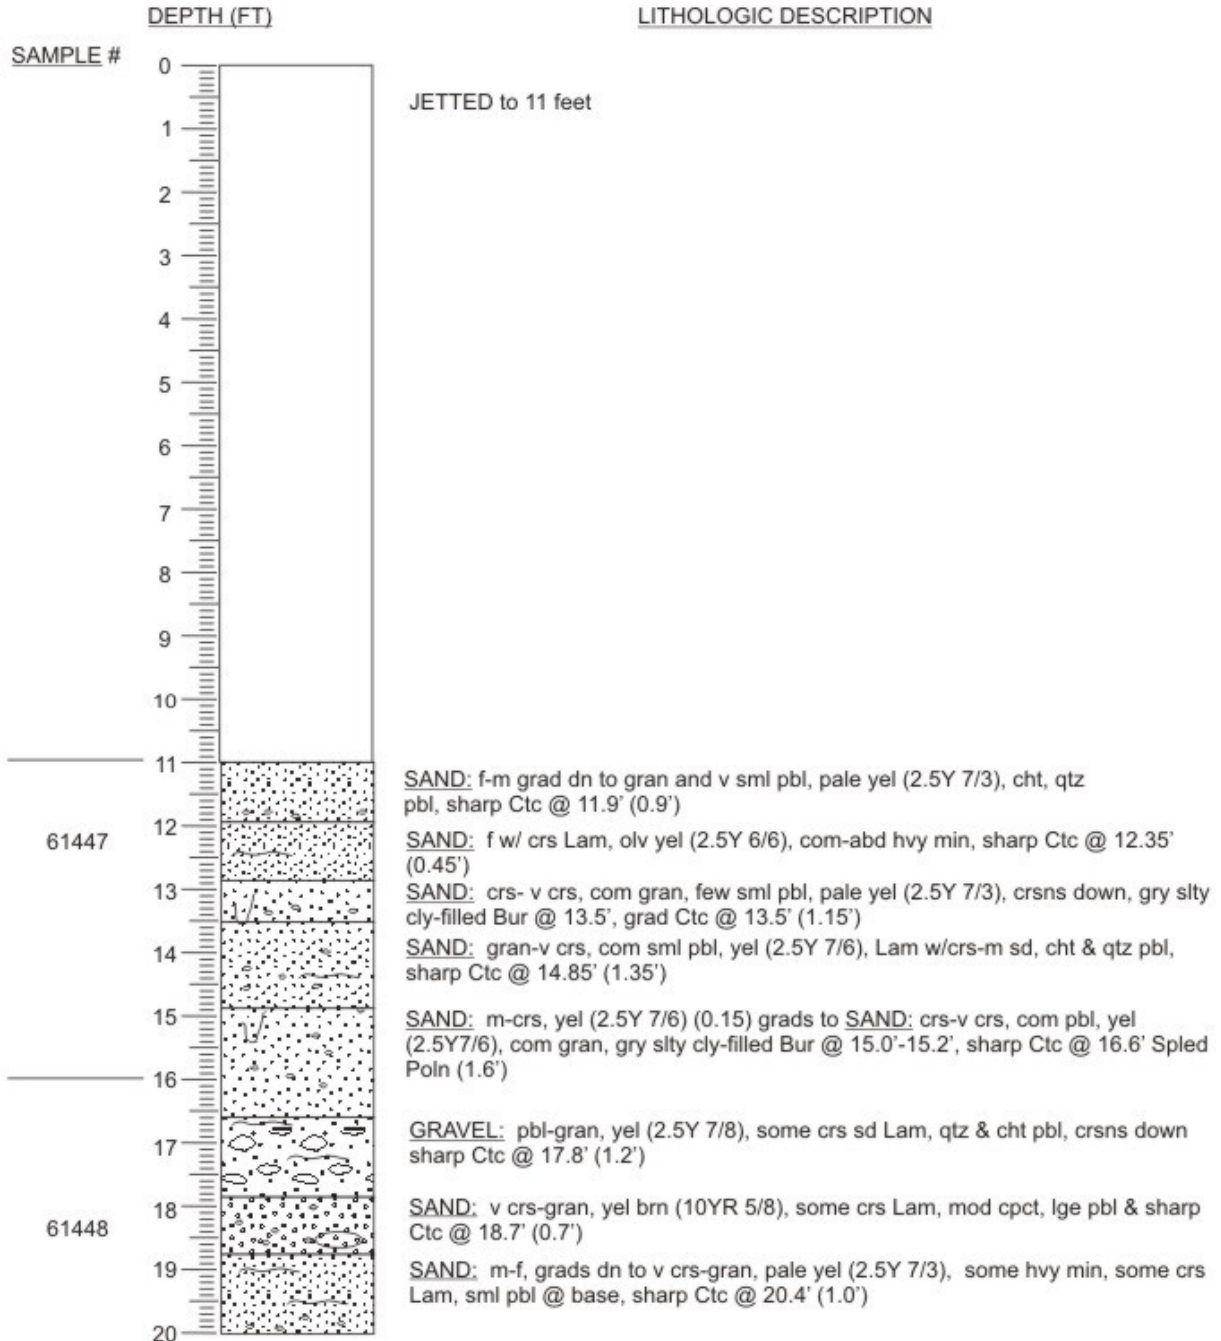 DEPTH (FT)
LITHOLOGIC DESCRIPTION
SAMPLE #
0
JETTED to 11 feet
1
2
3
4
5
6
7
8
9
10
11
SAND: f-m grad dn to gran and v sml pbl, pale yel (2.5Y 7/3), cht, qtz
pbl, sharp Ctc @ 11.9' (0.9')
12
61447
SAND: f w/ crs Lam, olv yel (2.5Y 6/6), com-abd hvy min, sharp Ctc @ 12.35'
(0.45')
13
SAND: crs- v crs, com gran, few sml pbl, pale yel (2.5Y 7/3), crsns down, gry slty
cly-filled Bur @ 13.5', grad Ctc @ 13.5' (1.15')
14
SAND: gran-v crs, com sml pbl, yel (2.5Y 7/6), Lam w/crs-m sd, cht & qtz pbl,
sharp Ctc @ 14.85' (1.35')
15
SAND: m-crs, yel (2.5Y 7/6) (0.15) grads to SAND: crs-v crs, com pbl, yel
(2.5Y7/6), com gran, gry slty cly-filled Bur @ 15.0'-15.2', sharp Ctc @ 16.6' Spled
Poln (1.6')
16
17
GRAVEL: pbl-gran, yel (2.5Y 7/8), some crs sd Lam, qtz & cht pbl, crsns down
sharp Ctc @ 17.8' (1.2')
18
61448
SAND: v crs-gran, yel brn (10YR 5/8), some crs Lam, mod cpct, lge pbl & sharp
Ctc @ 18.7' (0.7')
19
SAND: m-f, grads dn to v crs-gran, pale yel (2.5Y 7/3), some hvy min, some crs
Lam, sml pbl @ base, sharp Ctc @ 20.4' (1.0')
20